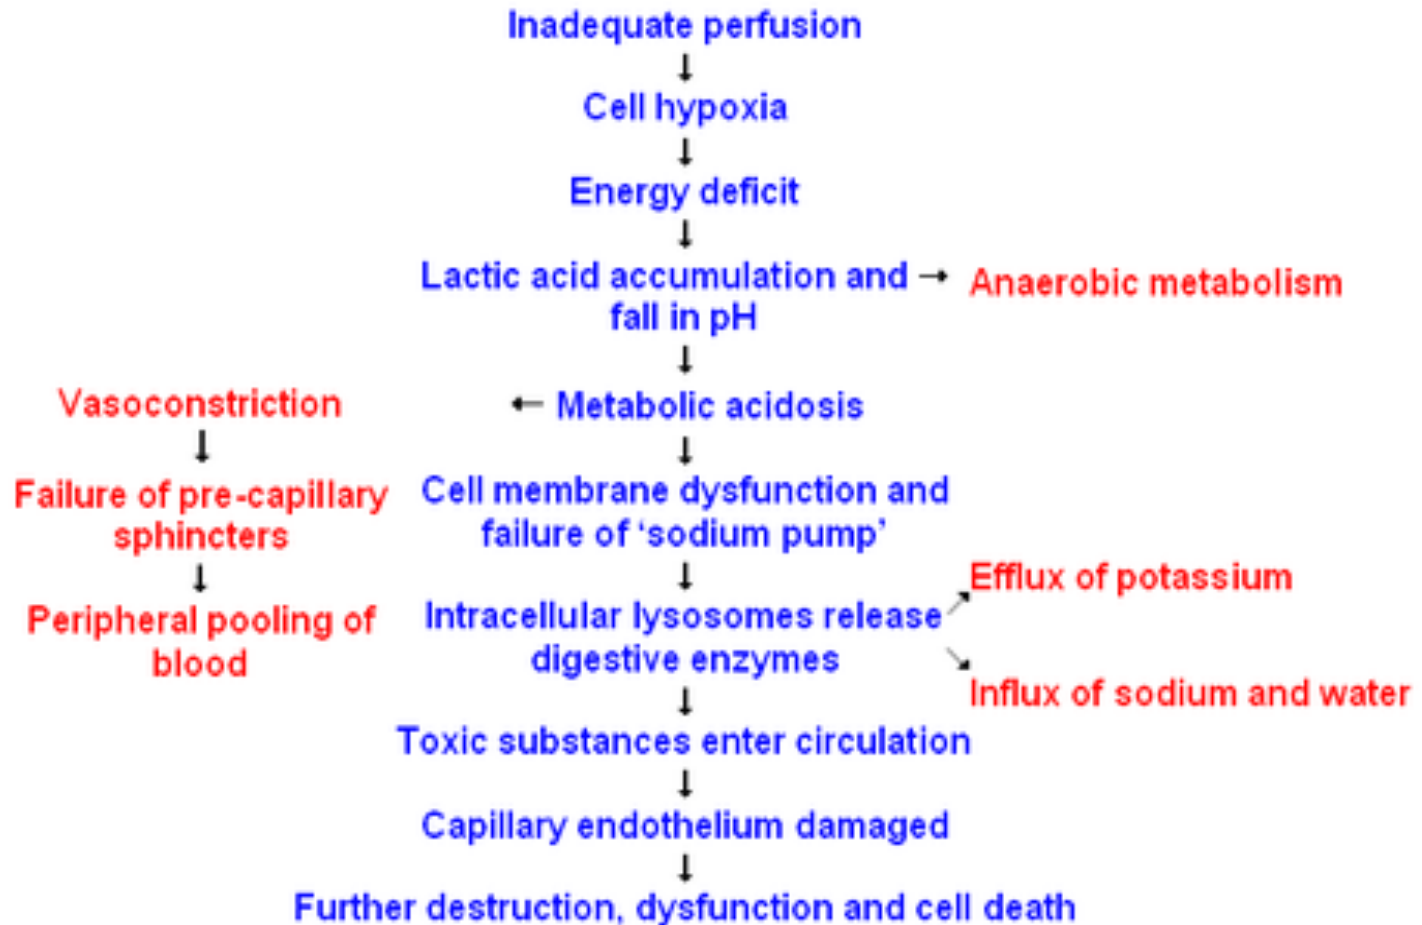 Inadequate perfusion
Cell hypoxia
Energy deficit
Lactic acid accumulation and
fall in pH
Anaerobic metabolism
Metabolic acidosis
Vasoconstriction
Failure of pre-capillary
sphincters
Peripheral pooling of
blood
Cell membrane dysfunction and
failure of ‘sodium pump’
Intracellular lysosomes release
digestive enzymes
Efflux of potassium
Influx of sodium and water
Toxic substances enter circulation
Capillary endothelium damaged
Further destruction, dysfunction and cell death